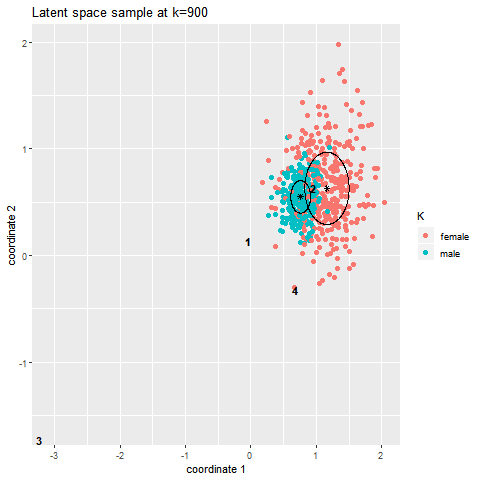 Latent space sample at k=900
2
1
0
-1
coordinate 2
1
2
3
4
*
*
-3
-2
-1
0
1
2
coordinate 1
K
female
male